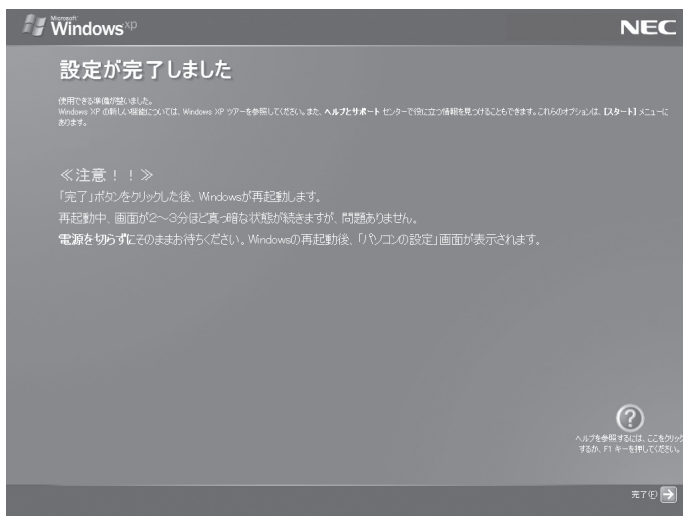 Microsoft
Windows xp
NEC
設定が完了しました
使用できる準備が整いました。
Windows XP の新しい機能については、Windows XP ツアーを参照してください。また、ヘルプとサポート センターで役に立つ情報を見つけることもできます。これらのオプションは、[スタート] メニューに
あります。
≪注意！！≫
「完了」ボタンをクリックした後、Windowsが再起動します。
再起動中、画面が2～3分ほど真っ暗な状態が続きますが、問題ありません。
電源を切らずにそのままお待ちください。Windowsの再起動後、「パソコンの設定」画面が表示されます。
?
ヘルプを参照するには、ここをクリック
するか、F1 キーを押してください。
完了(F)